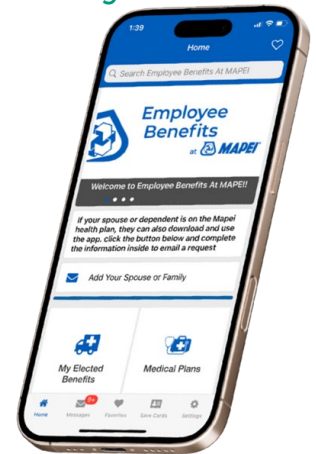 1:39
Home
Search Employee Benefits At MAPEI
Employee
Benefits
at MAPEI
Welcome to Employee Benefits At MAPEI!!
if your spouse or dependent is on the Mapei
health plan, they can also download and use
the app. click the button below and complete
the information inside to email a request
Add Your Spouse or Family
My Elected
Benefits
Medical Plans
9+
Home Messages Favorites Save Cards Settings